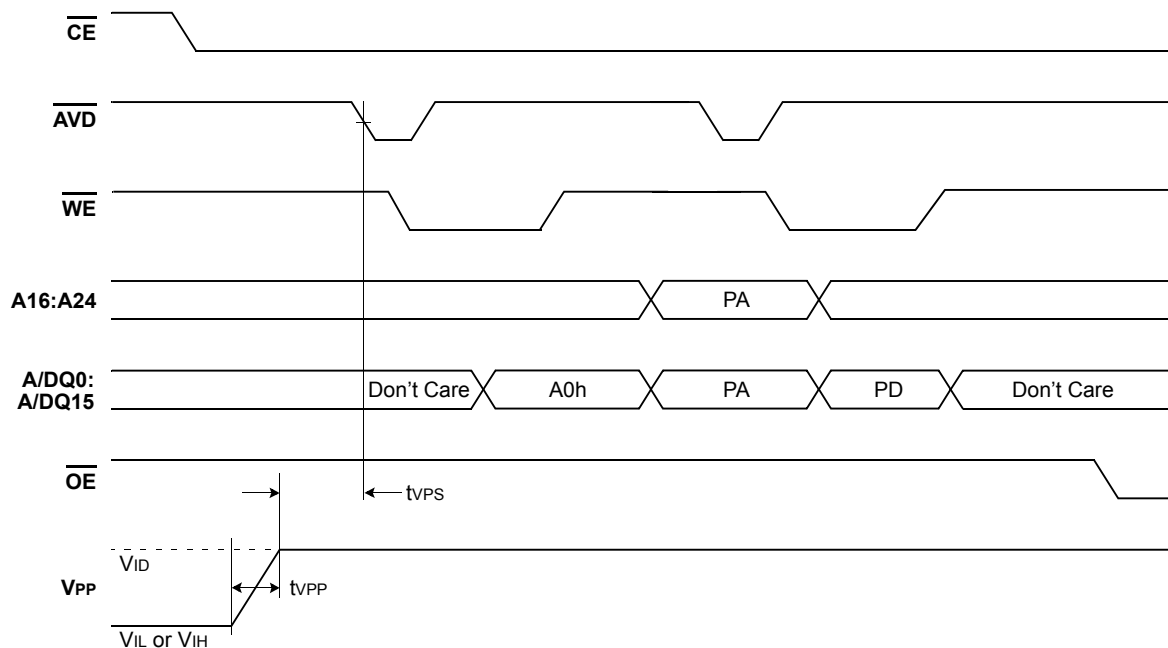 CE
AVD
WE
A16:A24
PA
A/DQ0:
A/DQ15
Don't Care
A0h
PA
PD
Don't Care
OE
tVPS
VID
VPP
tVPP
VIL or VIH